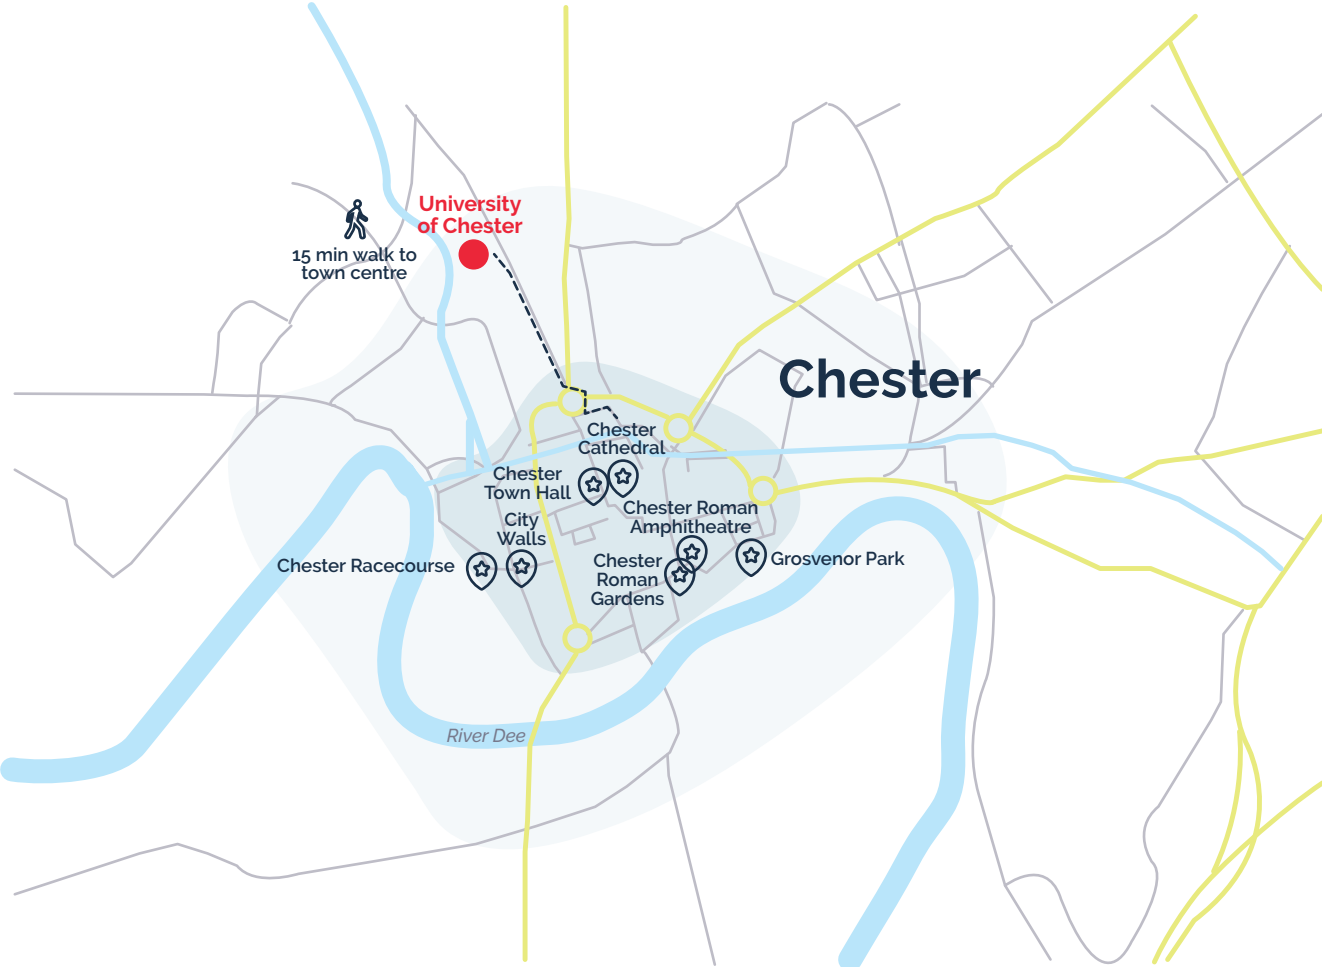 University
of Chester
15 min walk to
town centre
Chester
Chester
Cathedral
Chester
Town Hall
Chester Roman
Amphitheatre
City
Walls
Chester Racecourse
Chester
Roman
Gardens
Grosvenor Park
River Dee